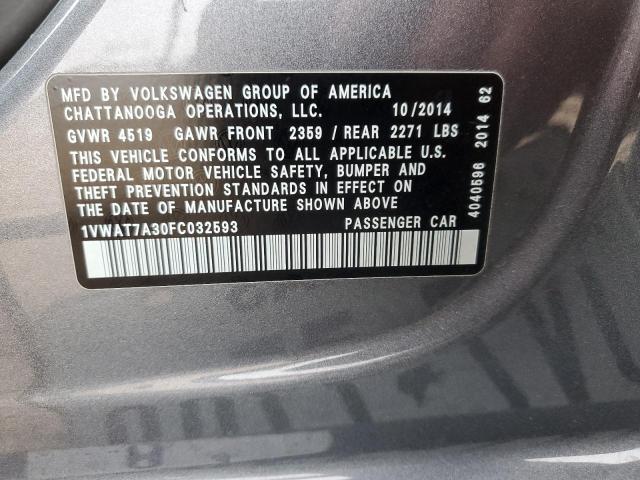 MFD BY VOLKSWAGEN GROUP OF AMERICA
CHATTANOOGA OPERATIONS, LLC. 10/2014
GVWR 4519 GAWR FRONT 2359 / REAR 2271 LBS
THIS VEHICLE CONFORMS TO ALL APPLICABLE U.S.
FEDERAL MOTOR VEHICLE SAFETY, BUMPER AND
THEFT PREVENTION STANDARDS IN EFFECT ON
THE DATE OF MANUFACTURE SHOWN ABOVE
1VWAT7A30FC032593 PASSENGER CAR
4040596 2014 62